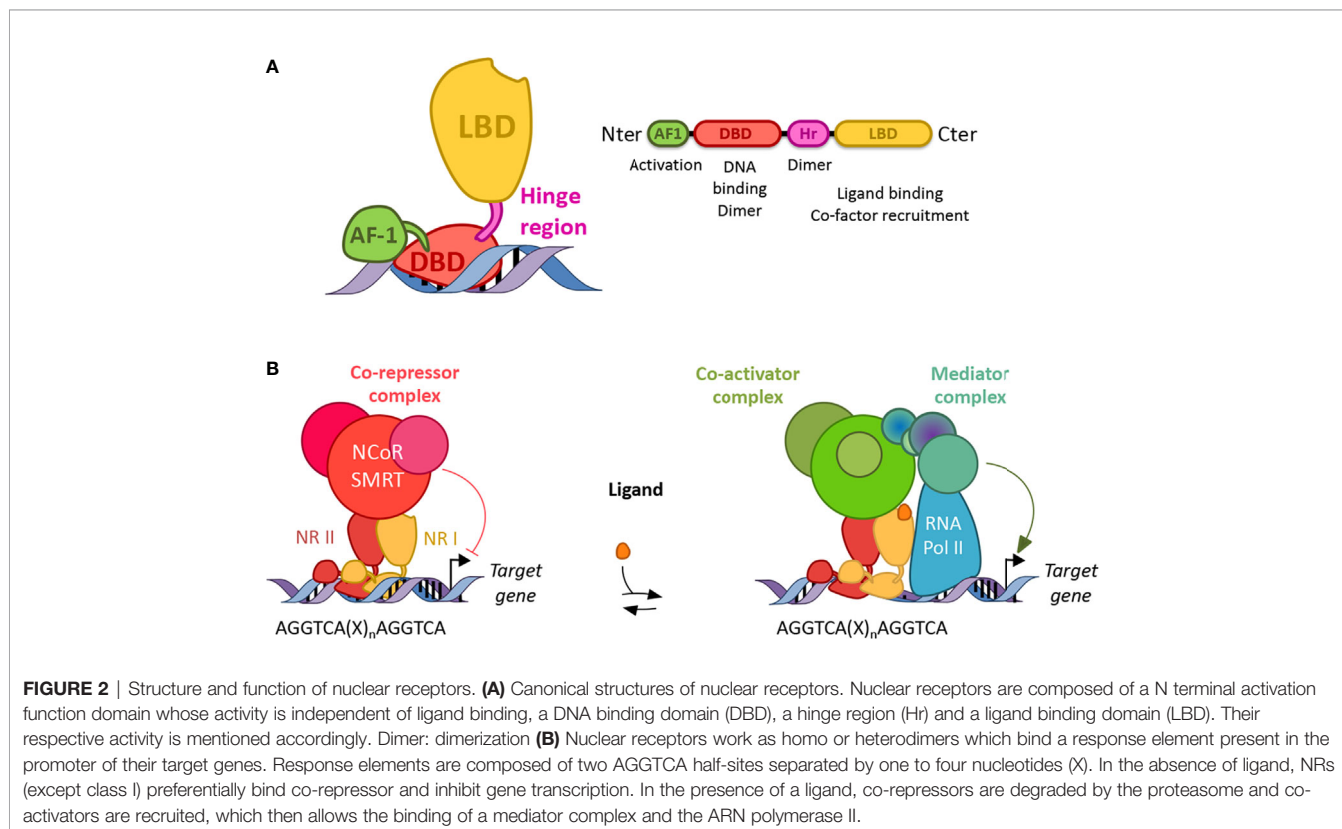 A
LBD
Hinge
region
AF-1
DBD
Nter AF1 DBD Hr LBD Cter
Activation
DNA
binding
Dimer
Dimer
Ligand binding
Co-factor recruitment
B
Co-repressor
complex
NCoR
SMRT
NR II
NR I
Target
gene
AGGTCA(X)nAGGTCA
Ligand
Co-activator
complex
Mediator
complex
RNA
Pol II
Target
gene
AGGTCA(X)nAGGTCA
FIGURE 2 | Structure and function of nuclear receptors. (A) Canonical structures of nuclear receptors. Nuclear receptors are composed of a N terminal activation
function domain whose activity is independent of ligand binding, a DNA binding domain (DBD), a hinge region (Hr) and a ligand binding domain (LBD). Their
respective activity is mentioned accordingly. Dimer: dimerization (B) Nuclear receptors work as homo or heterodimers which bind a response element present in the
promoter of their target genes. Response elements are composed of two AGGTCA half-sites separated by one to four nucleotides (X). In the absence of ligand, NRs
(except class I) preferentially bind co-repressor and inhibit gene transcription. In the presence of a ligand, co-repressors are degraded by the proteasome and co-
activators are recruited, which then allows the binding of a mediator complex and the ARN polymerase II.